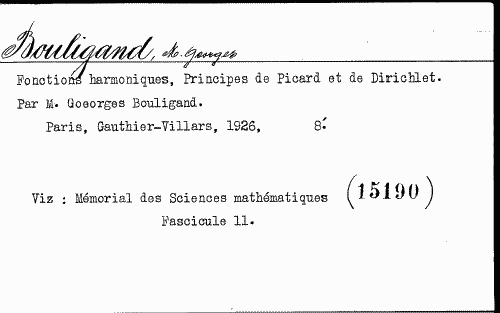 Bouligand, M. Georges
Fonctions harmoniques, Principes de Picard et de Dirichlet.
Par M. Goeorges Bouligand.
Paris, Gauthier-Villars, 1926, 8.º
Viz : Mémorial des Sciences mathématiques (15190)
Fascicule 11.